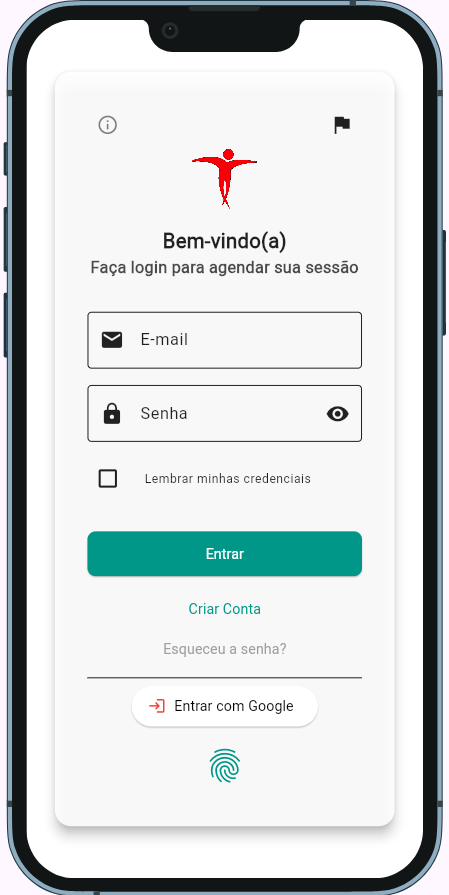 Bem-vindo(a)
Faça login para agendar sua sessão
E-mail
Senha
Lembrar minhas credenciais
Entrar
Criar Conta
Esqueceu a senha?
Entrar com Google